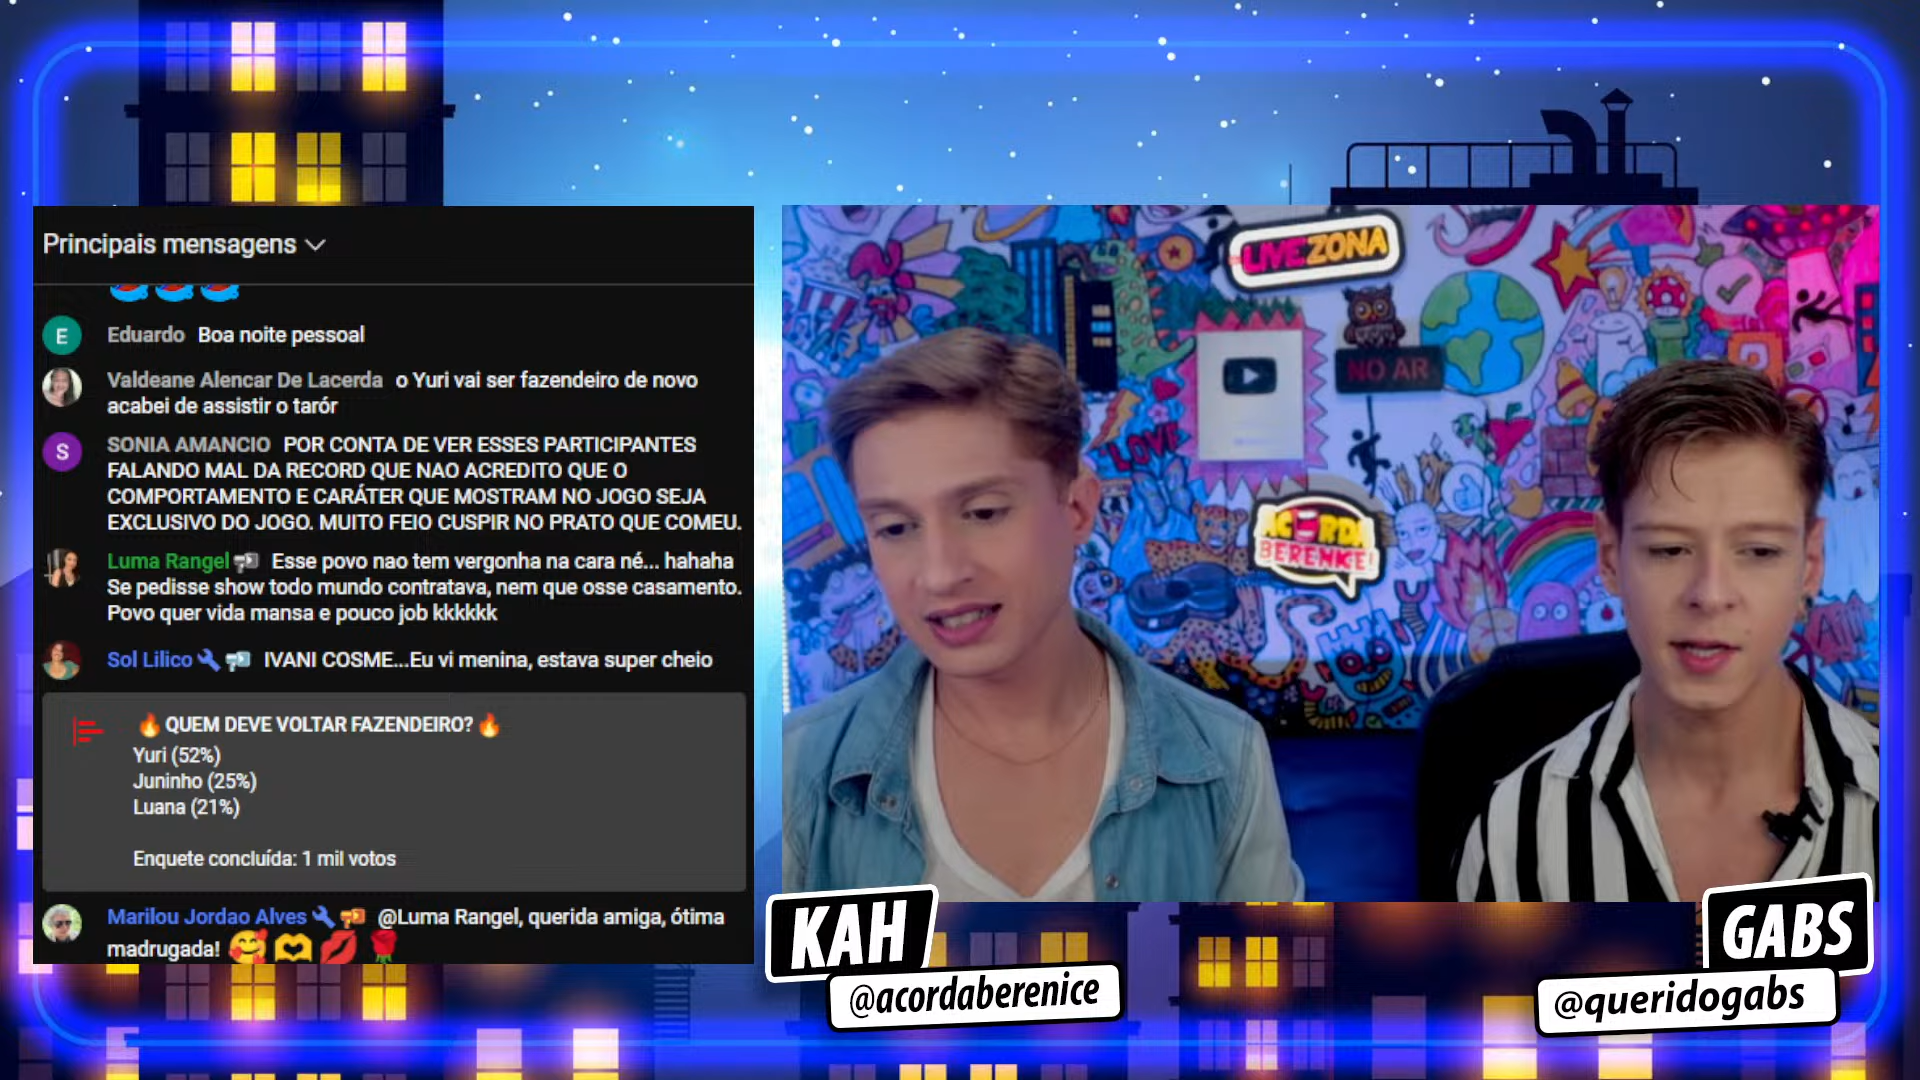 Principais mensagens
E
Eduardo Boa noite pessoal
Valdeane Alencar De Lacerda o Yuri vai ser fazendeiro de novo
acabei de assistir o tarór
S
SONIA AMANCIO POR CONTA DE VER ESSES PARTICIPANTES
FALANDO MAL DA RECORD QUE NAO ACREDITO QUE O
COMPORTAMENTO E CARÁTER QUE MOSTRAM NO JOGO SEJA
EXCLUSIVO DO JOGO. MUITO FEIO CUSPIR NO PRATO QUE COMEU.
Luma Rangel Esse povo nao tem vergonha na cara né... hahaha
Se pedisse show todo mundo contratava, nem que osse casamento.
Povo quer vida mansa e pouco job kkkkkk
Sol Lilico IVANI COSME...Eu vi menina, estava super cheio
🔥QUEM DEVE VOLTAR FAZENDEIRO?🔥
Yuri (52%)
Juninho (25%)
Luana (21%)
Enquete concluída: 1 mil votos
Marilou Jordao Alves @Luma Rangel, querida amiga, ótima
madrugada! 🥰🫶💋🌹
LIVEZONA
NO AR
LOVE
ACORDA
BERENICE!
KAH
@acordaberenice
GABS
@queridogabs